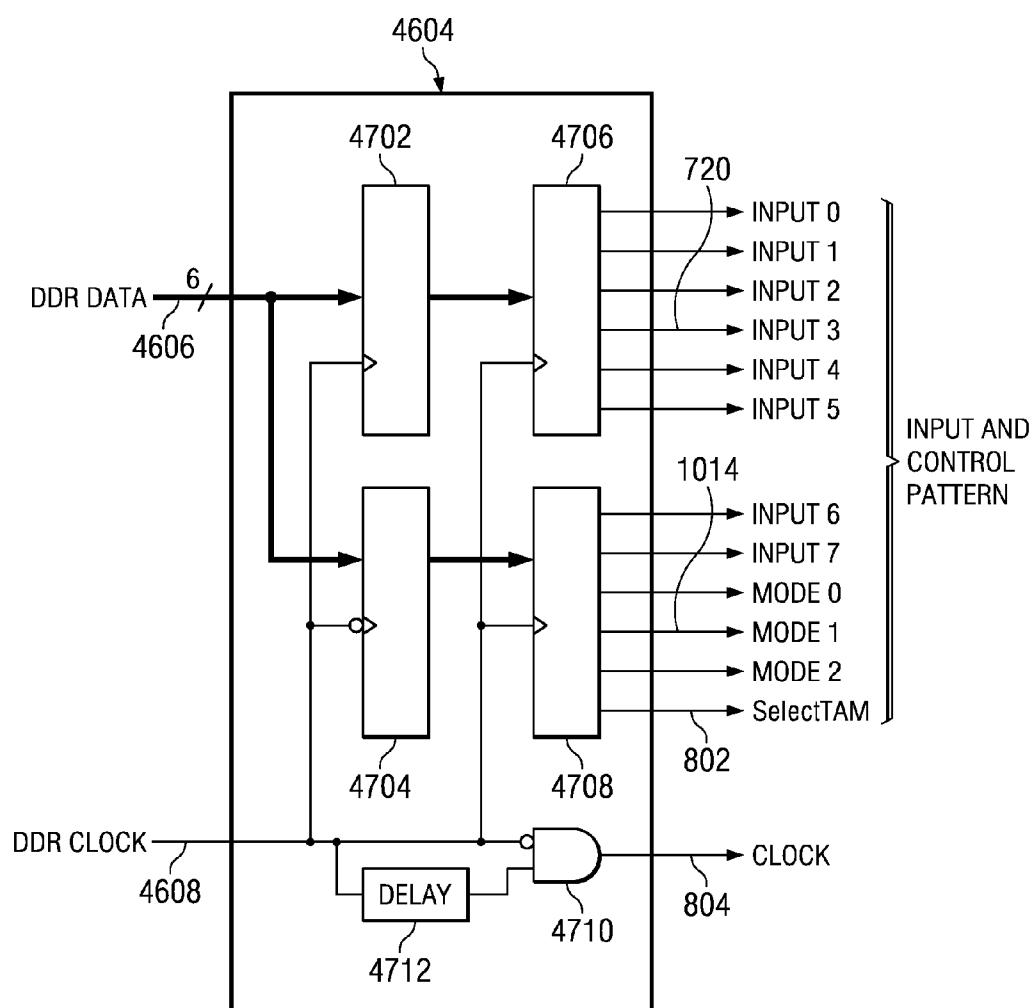 4604
4702
4706
720
INPUT 0
INPUT 1
6
INPUT 2
DDR DATA
INPUT 3
4606
INPUT 4
INPUT 5
INPUT AND
CONTROL
PATTERN
1014
INPUT 6
INPUT 7
MODE 0
MODE 1
MODE 2
SelectTAM
4704
4708
802
DDR CLOCK
CLOCK
4608
DELAY
4710
804
4712